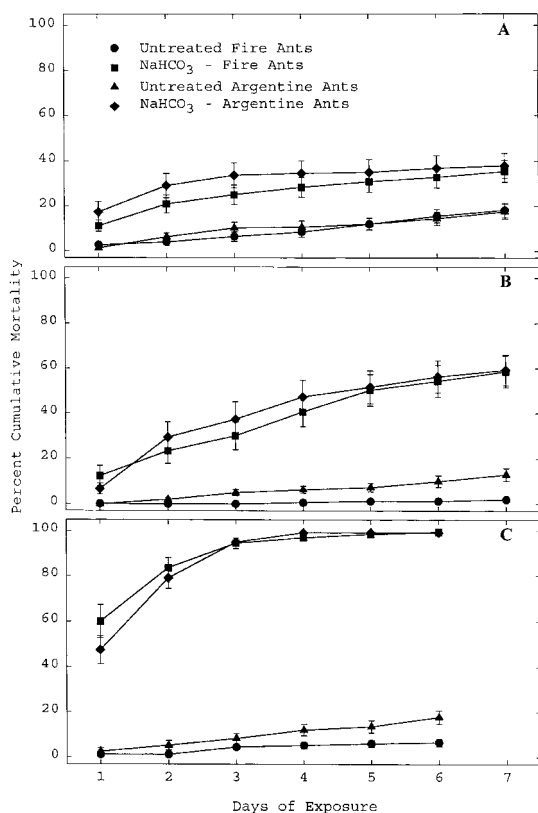 100
A
Untreated Fire Ants
NaHCO3 - Fire Ants
Untreated Argentine Ants
NaHCO3 - Argentine Ants
80
60
40
20
0
100
B
80
60
40
20
0
100
C
80
60
40
20
0
Percent Cumulative Mortality
1 2 3 4 5 6 7
Days of Exposure